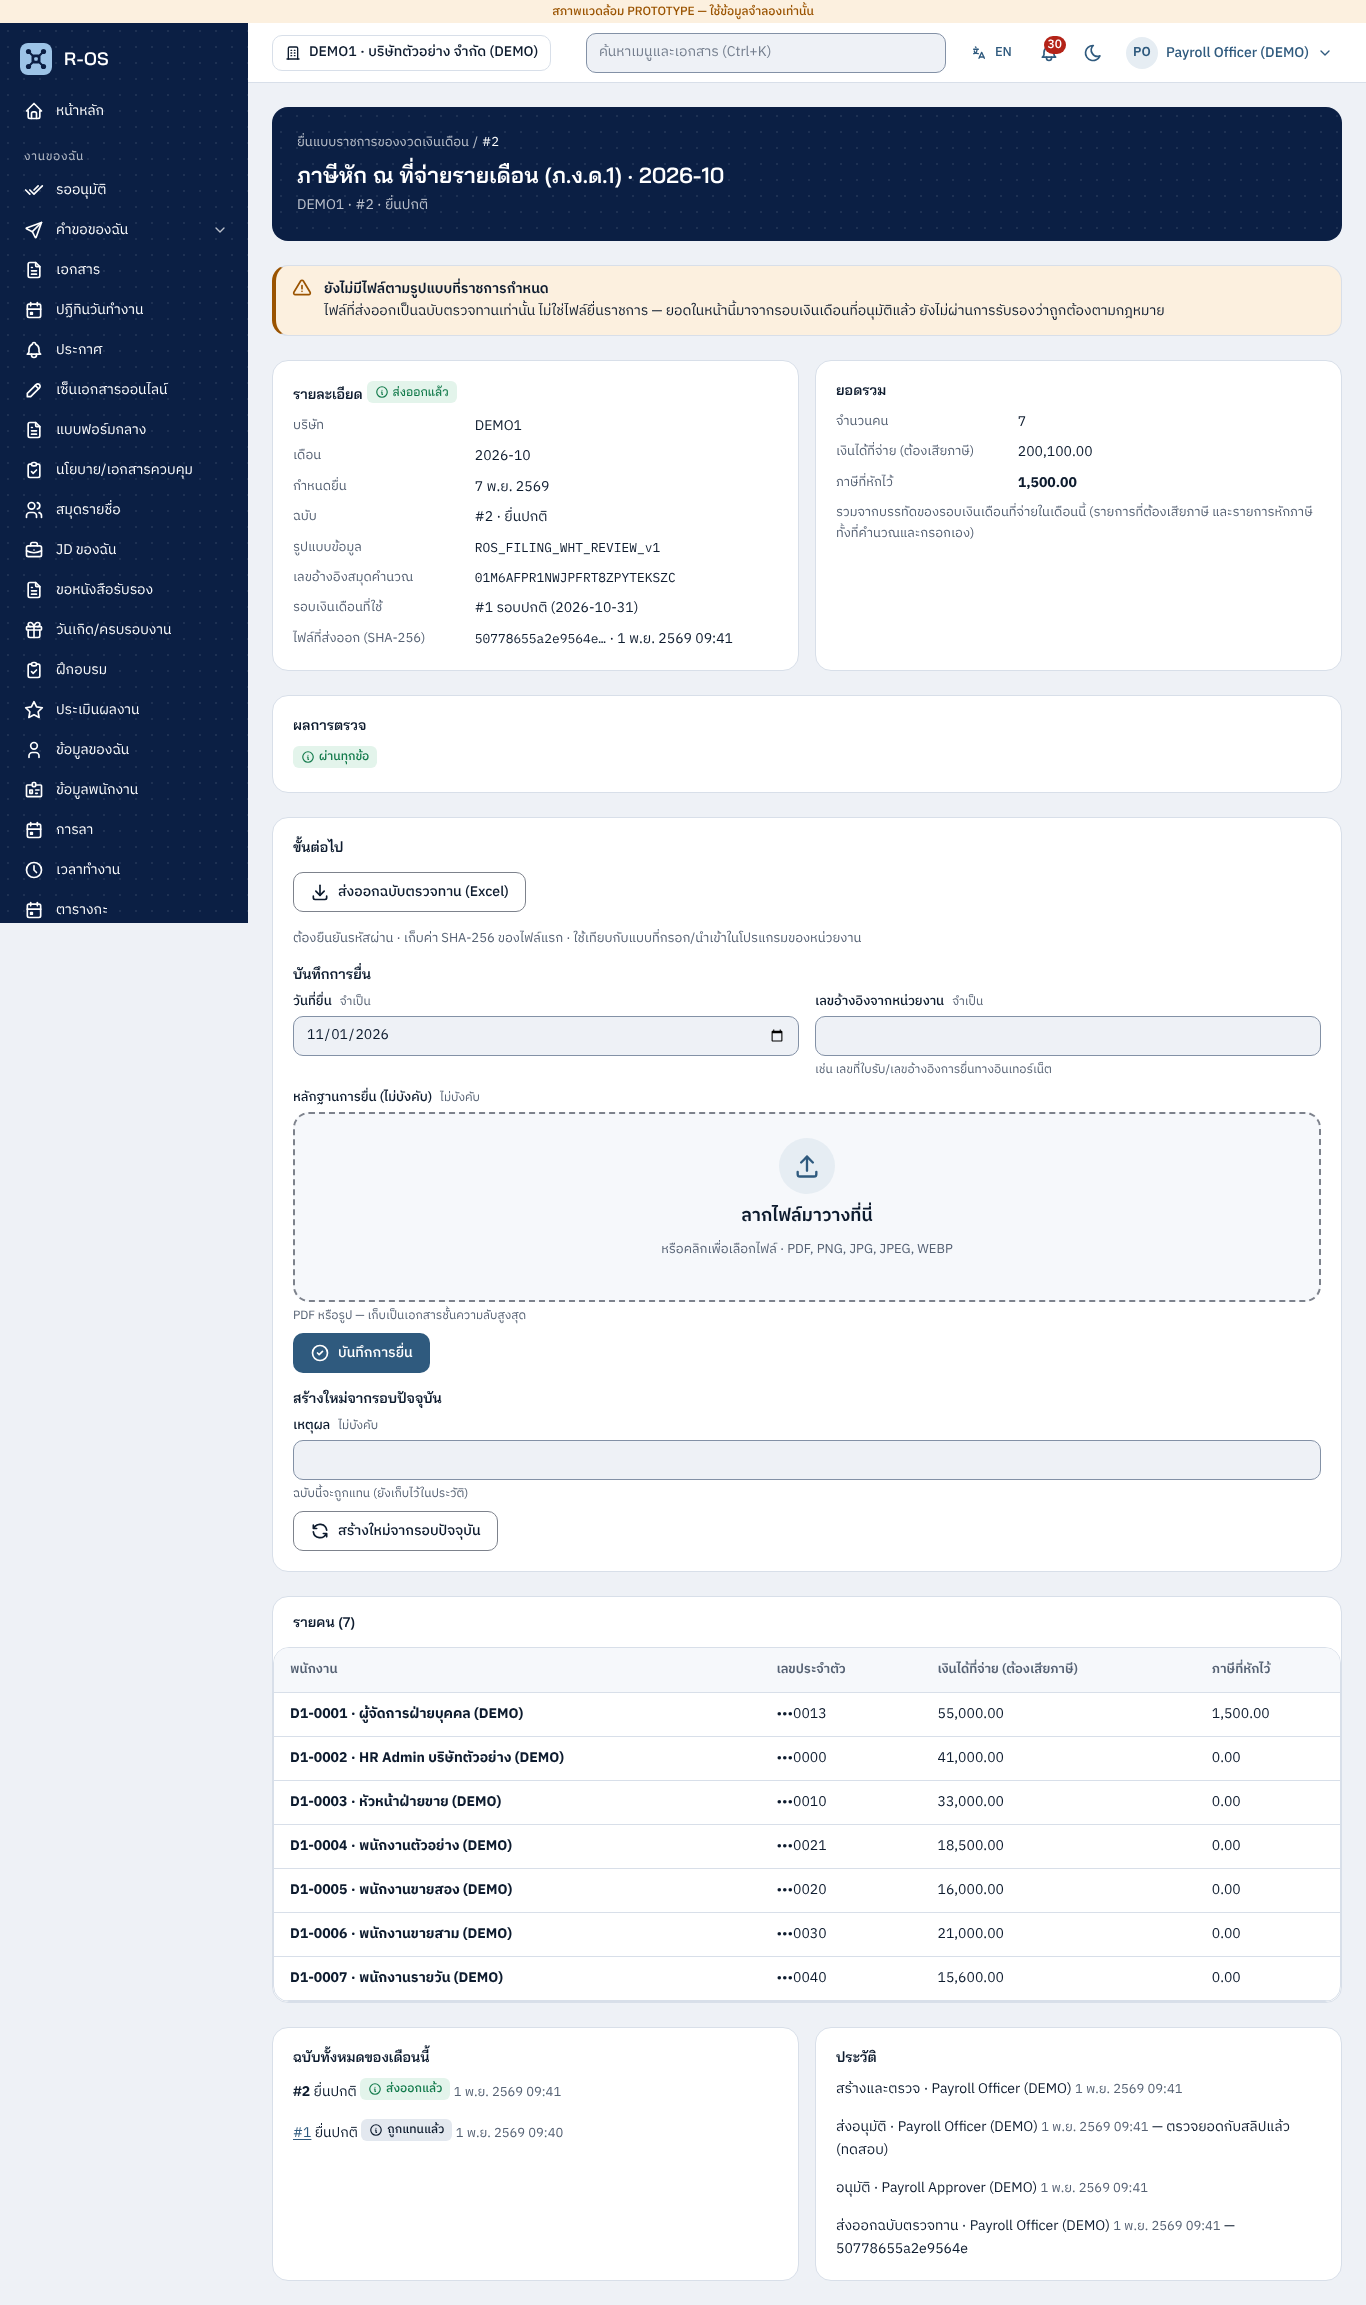 สภาพแวดล้อม PROTOTYPE — ใช้ข้อมูลจำลองเท่านั้น
R-OS
DEMO1 · บริษัทตัวอย่าง จำกัด (DEMO)
ค้นหาเมนูและเอกสาร (Ctrl+K)
EN
30
PO
Payroll Officer (DEMO)
หน้าหลัก
งานของฉัน
รออนุมัติ
คำขอของฉัน
เอกสาร
ปฏิทินวันทำงาน
ประกาศ
เซ็นเอกสารออนไลน์
แบบฟอร์มกลาง
นโยบาย/เอกสารควบคุม
สมุดรายชื่อ
JD ของฉัน
ขอหนังสือรับรอง
วันเกิด/ครบรอบงาน
ฝึกอบรม
ประเมินผลงาน
ข้อมูลของฉัน
ข้อมูลพนักงาน
การลา
เวลาทำงาน
ตารางกะ
ยื่นแบบราชการของงวดเงินเดือน / #2
ภาษีหัก ณ ที่จ่ายรายเดือน (ภ.ง.ด.1) · 2026-10
DEMO1 · #2 · ยื่นปกติ
ยังไม่มีไฟล์ตามรูปแบบที่ราชการกำหนด
ไฟล์ที่ส่งออกเป็นฉบับตรวจทานเท่านั้น ไม่ใช่ไฟล์ยื่นราชการ — ยอดในหน้านี้มาจากรอบเงินเดือนที่อนุมัติแล้ว ยังไม่ผ่านการรับรองว่าถูกต้องตามกฎหมาย
รายละเอียด ส่งออกแล้ว
บริษัท DEMO1
เดือน 2026-10
กำหนดยื่น 7 พ.ย. 2569
ฉบับ #2 · ยื่นปกติ
รูปแบบข้อมูล ROS_FILING_WHT_REVIEW_v1
เลขอ้างอิงสมุดคำนวณ 01M6AFPR1NWJPFRT8ZPYTEKSZC
รอบเงินเดือนที่ใช้ #1 รอบปกติ (2026-10-31)
ไฟล์ที่ส่งออก (SHA-256) 50778655a2e9564e… · 1 พ.ย. 2569 09:41
ยอดรวม
จำนวนคน 7
เงินได้ที่จ่าย (ต้องเสียภาษี) 200,100.00
ภาษีที่หักไว้ 1,500.00
รวมจากบรรทัดของรอบเงินเดือนที่จ่ายในเดือนนี้ (รายการที่ต้องเสียภาษี และรายการหักภาษี
ทั้งที่คำนวณและกรอกเอง)
ผลการตรวจ
ผ่านทุกข้อ
ขั้นต่อไป
ส่งออกฉบับตรวจทาน (Excel)
ต้องยืนยันรหัสผ่าน · เก็บค่า SHA-256 ของไฟล์แรก · ใช้เทียบกับแบบที่กรอก/นำเข้าในโปรแกรมของหน่วยงาน
บันทึกการยื่น
วันที่ยื่น จำเป็น
11/01/2026
เลขอ้างอิงจากหน่วยงาน จำเป็น
เช่น เลขที่ใบรับ/เลขอ้างอิงการยื่นทางอินเทอร์เน็ต
หลักฐานการยื่น (ไม่บังคับ) ไม่บังคับ
ลากไฟล์มาวางที่นี่
หรือคลิกเพื่อเลือกไฟล์ · PDF, PNG, JPG, JPEG, WEBP
PDF หรือรูป — เก็บเป็นเอกสารชั้นความลับสูงสุด
บันทึกการยื่น
สร้างใหม่จากรอบปัจจุบัน
เหตุผล ไม่บังคับ
ฉบับนี้จะถูกแทน (ยังเก็บไว้ในประวัติ)
สร้างใหม่จากรอบปัจจุบัน
รายคน (7)
พนักงาน เลขประจำตัว เงินได้ที่จ่าย (ต้องเสียภาษี) ภาษีที่หักไว้
D1-0001 · ผู้จัดการฝ่ายบุคคล (DEMO) •••0013 55,000.00 1,500.00
D1-0002 · HR Admin บริษัทตัวอย่าง (DEMO) •••0000 41,000.00 0.00
D1-0003 · หัวหน้าฝ่ายขาย (DEMO) •••0010 33,000.00 0.00
D1-0004 · พนักงานตัวอย่าง (DEMO) •••0021 18,500.00 0.00
D1-0005 · พนักงานขายสอง (DEMO) •••0020 16,000.00 0.00
D1-0006 · พนักงานขายสาม (DEMO) •••0030 21,000.00 0.00
D1-0007 · พนักงานรายวัน (DEMO) •••0040 15,600.00 0.00
ฉบับทั้งหมดของเดือนนี้
#2 ยื่นปกติ ส่งออกแล้ว 1 พ.ย. 2569 09:41
#1 ยื่นปกติ ถูกแทนแล้ว 1 พ.ย. 2569 09:40
ประวัติ
สร้างและตรวจ · Payroll Officer (DEMO) 1 พ.ย. 2569 09:41
ส่งอนุมัติ · Payroll Officer (DEMO) 1 พ.ย. 2569 09:41 — ตรวจยอดกับสลิปแล้ว
(ทดสอบ)
อนุมัติ · Payroll Approver (DEMO) 1 พ.ย. 2569 09:41
ส่งออกฉบับตรวจทาน · Payroll Officer (DEMO) 1 พ.ย. 2569 09:41 —
50778655a2e9564e